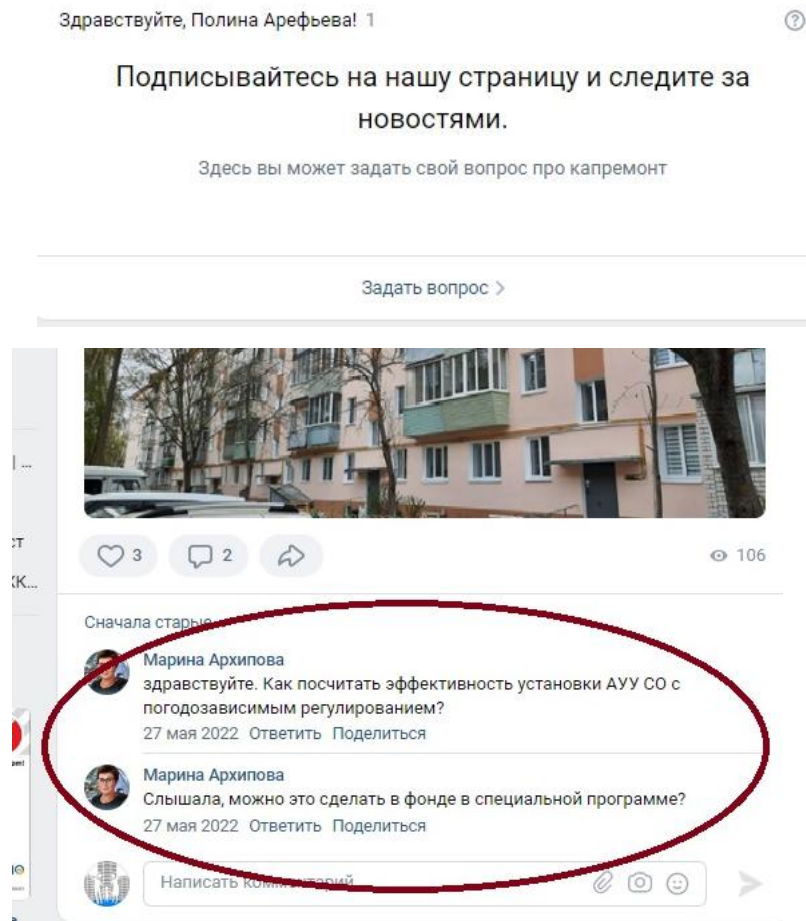 Здравствуйте, Полина Арефьева! 1
Подписывайтесь на нашу страницу и следите за
новостями.
Здесь вы может задать свой вопрос про капремонт
Задать вопрос >
3 2 106
Сначала старые
Марина Архипова
здравствуйте. Как посчитать эффективность установки АУУ СО с
погодозависимым регулированием?
27 мая 2022 Ответить Поделиться
Марина Архипова
Слышала, можно это сделать в фонде в специальной программе?
27 мая 2022 Ответить Поделиться
Написать комментарий